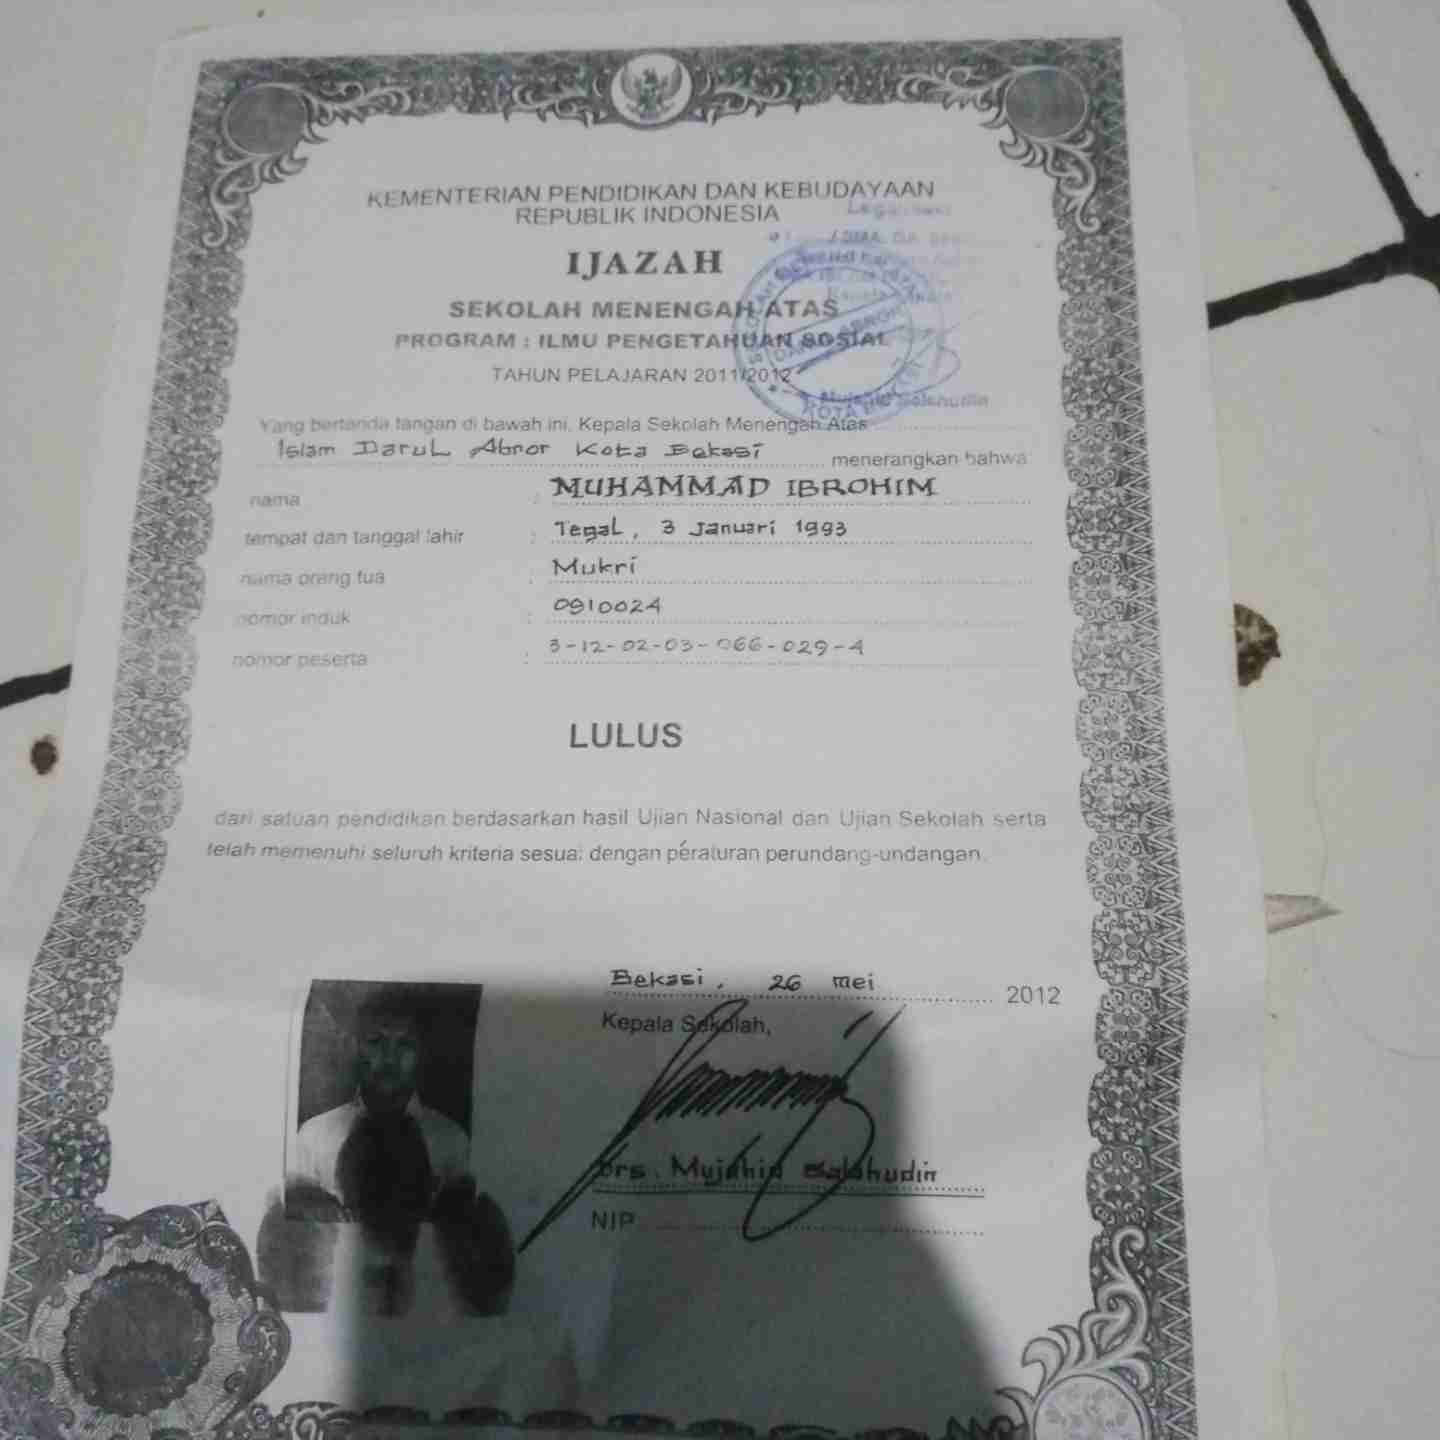 KEMENTERIAN PENDIDIKAN DAN KEBUDAYAAN
REPUBLIK INDONESIA
IJAZAH
SEKOLAH MENENGAH ATAS
PROGRAM : ILMU PENGETAHUAN SOSIAL
TAHUN PELAJARAN 2011/2012
Yang bertanda tangan di bawah ini, Kepala Sekolah Menengah Atas
Islam Darul Abror Kota Bekasi menerangkan bahwa
nama : MUHAMMAD IBROHIM
tempat dan tanggal lahir : Tegal, 3 Januari 1993
nama orang tua : Mukri
nomor induk : 0910024
nomor peserta : 3-12-02-03-066-029-4
LULUS
dari satuan pendidikan berdasarkan hasil Ujian Nasional dan Ujian Sekolah serta
telah memenuhi seluruh kriteria sesuai dengan peraturan perundang-undangan.
Bekasi, 26 Mei 2012
Kepala Sekolah,
Drs. Mujahid Salahudin
NIP